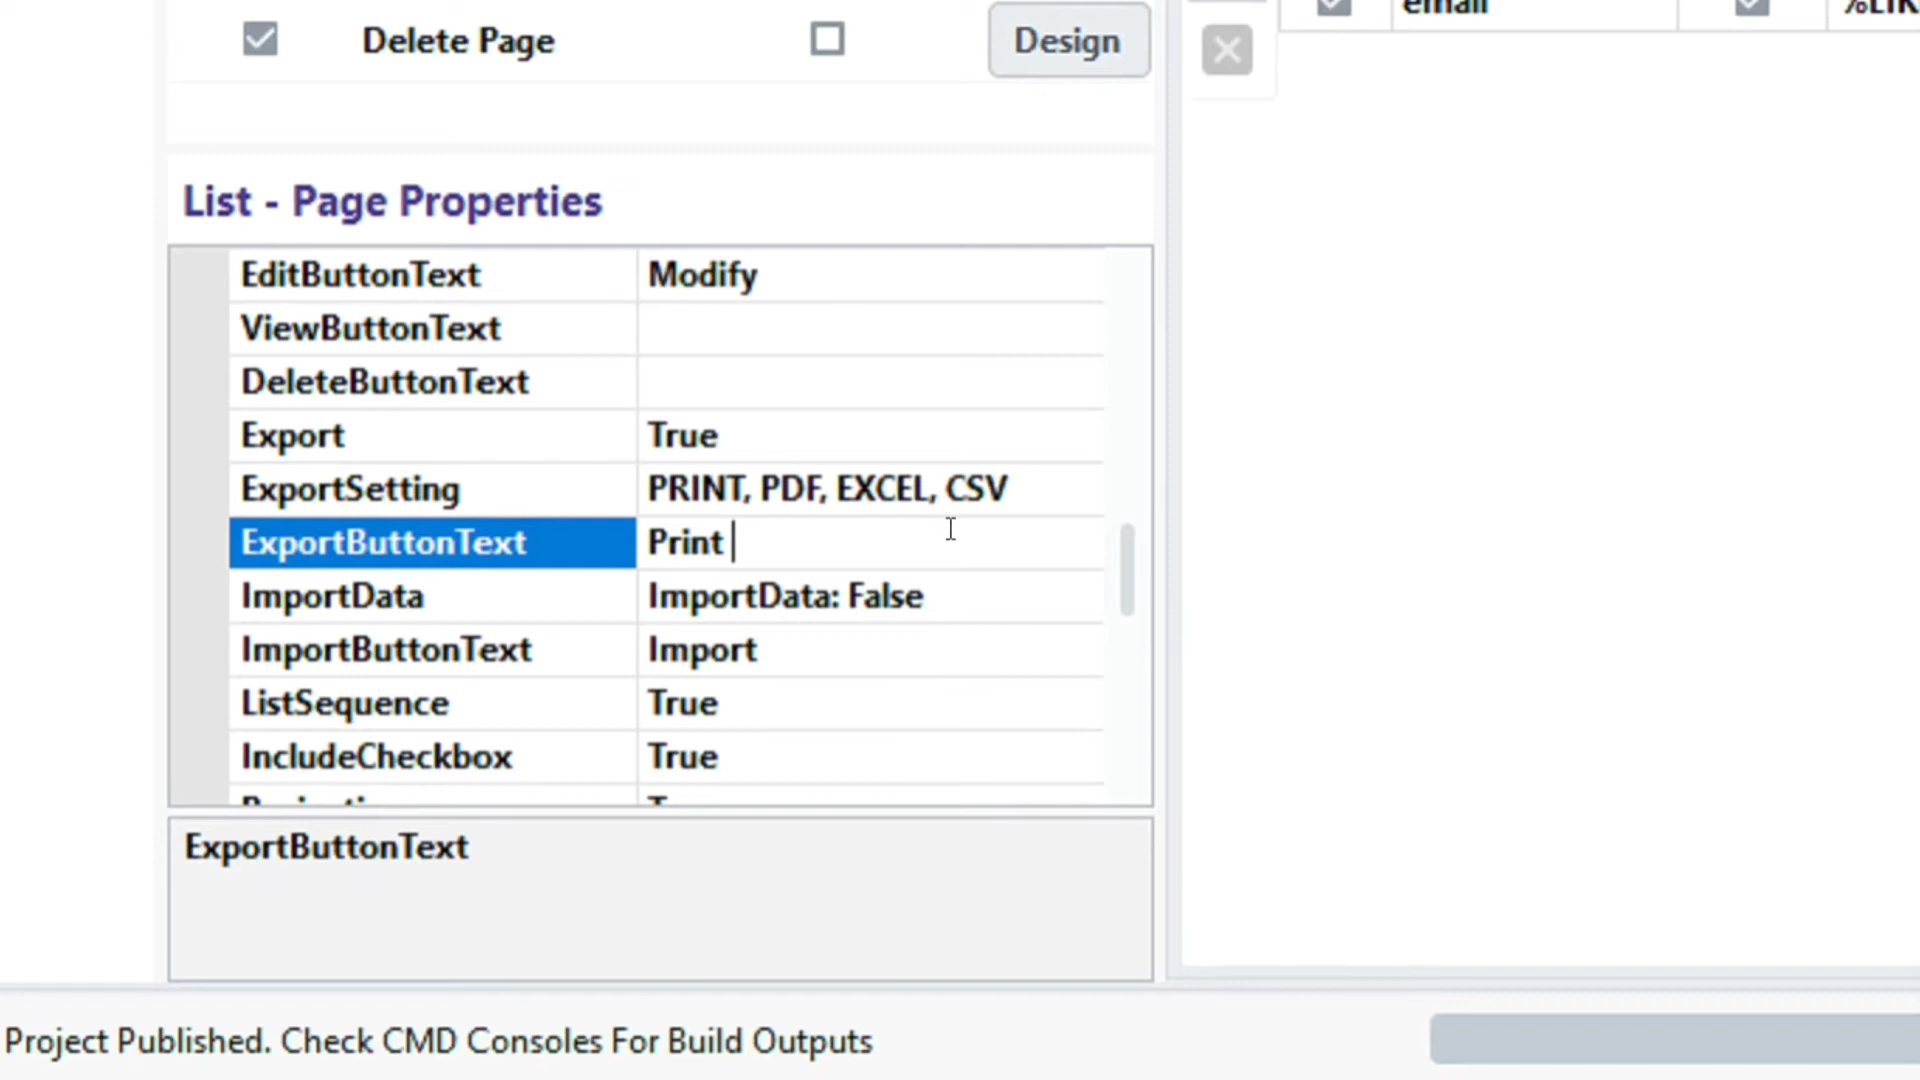 email
%LIK
Delete Page
Design
List - Page Properties
EditButtonText Modify
ViewButtonText
DeleteButtonText
Export True
ExportSetting PRINT, PDF, EXCEL, CSV
ExportButtonText Print
ImportData ImportData: False
ImportButtonText Import
ListSequence True
IncludeCheckbox True
ExportButtonText
Project Published. Check CMD Consoles For Build Outputs